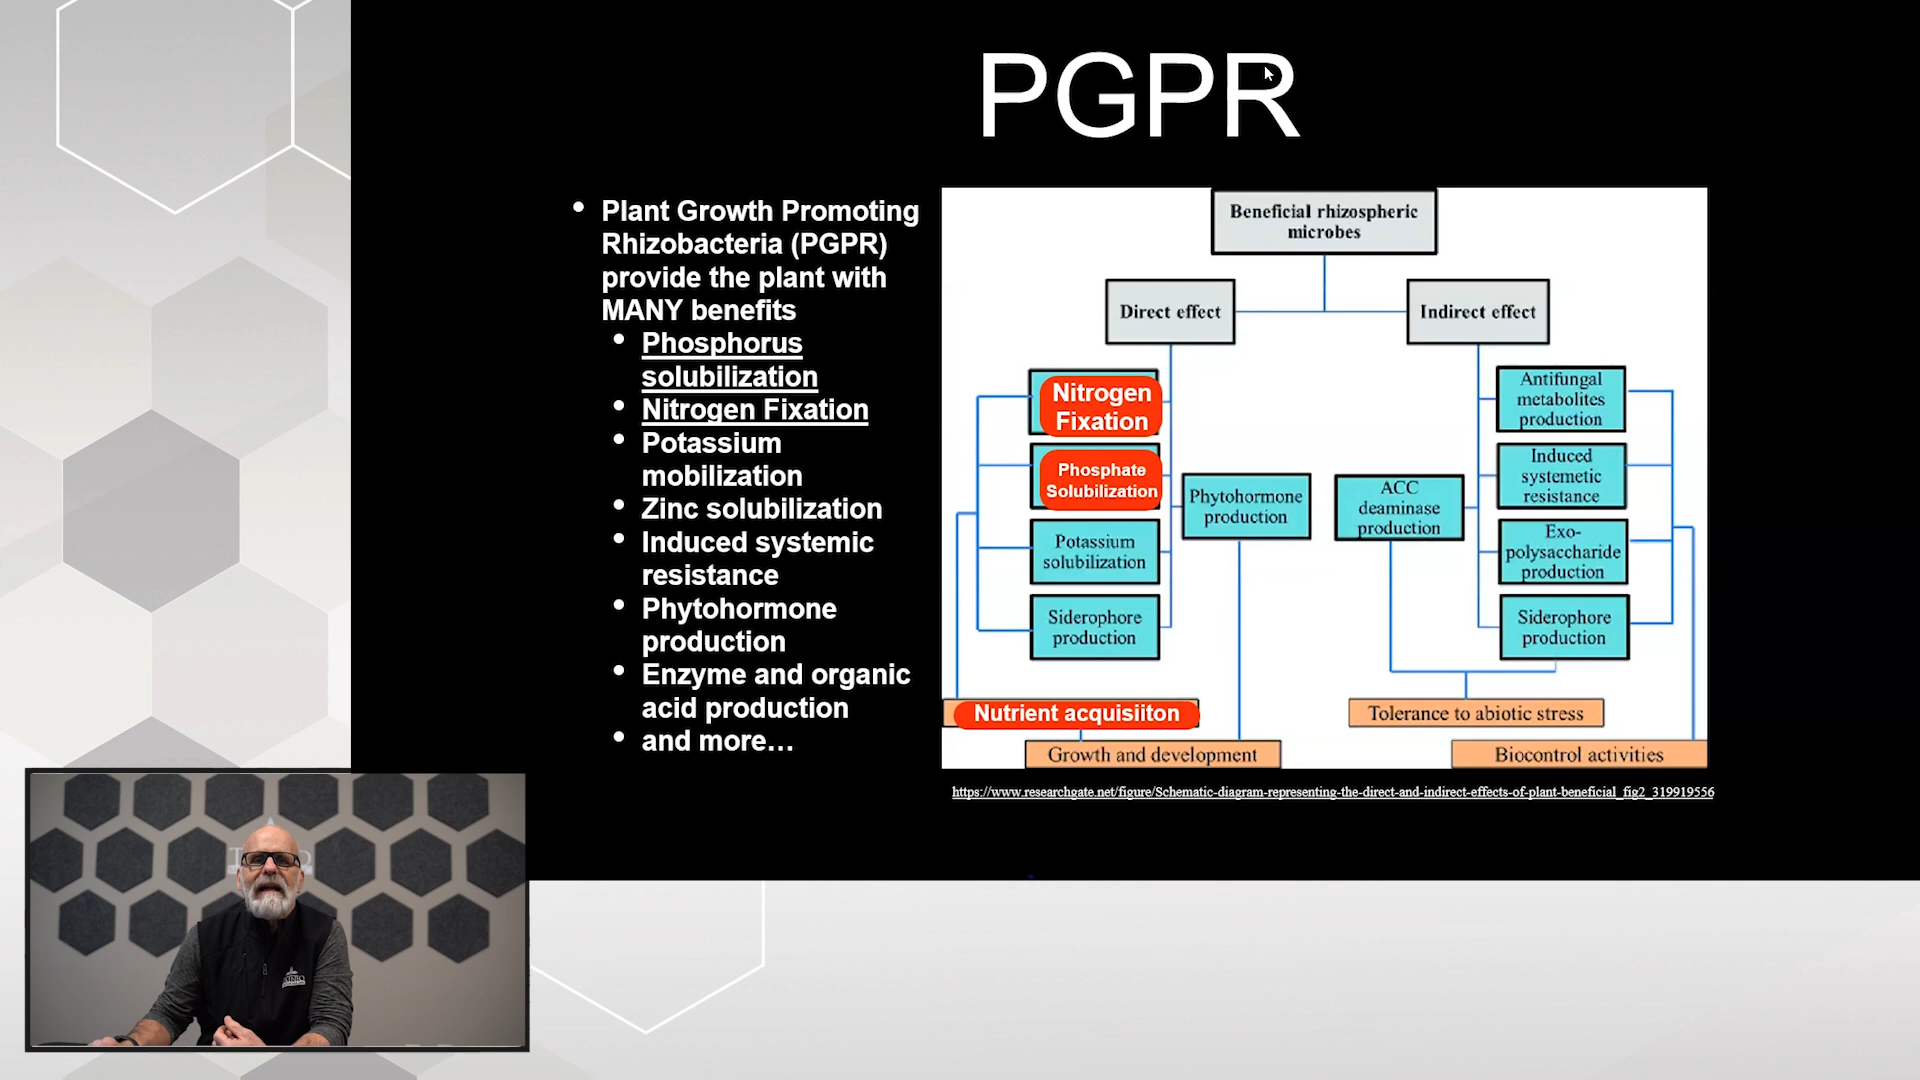 PGPR
• Plant Growth Promoting
Rhizobacteria (PGPR)
provide the plant with
MANY benefits
• Phosphorus
solubilization
• Nitrogen Fixation
• Potassium
mobilization
• Zinc solubilization
• Induced systemic
resistance
• Phytohormone
production
• Enzyme and organic
acid production
• and more...
Beneficial rhizospheric
microbes
Direct effect
Indirect effect
Nitrogen
Fixation
Phosphate
Solubilization
Potassium
solubilization
Siderophore
production
Phytohormone
production
ACC
deaminase
production
Antifungal
metabolites
production
Induced
systemetic
resistance
Exo-
polysaccharide
production
Siderophore
production
Nutrient acquisiiton
Growth and development
Tolerance to abiotic stress
Biocontrol activities
https://www.researchgate.net/figure/Schematic-diagram-representing-the-direct-and-indirect-effects-of-plant-beneficial_fig2_319919556